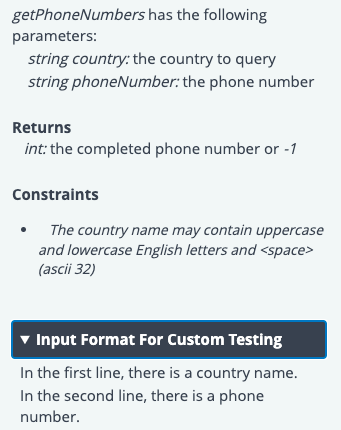 getPhoneNumbers has the following
parameters:
string country: the country to query
string phoneNumber: the phone number
Returns
int: the completed phone number or -1
Constraints
• The country name may contain uppercase
and lowercase English letters and <space>
(ascii 32)
▼ Input Format For Custom Testing
In the first line, there is a country name.
In the second line, there is a phone
number.